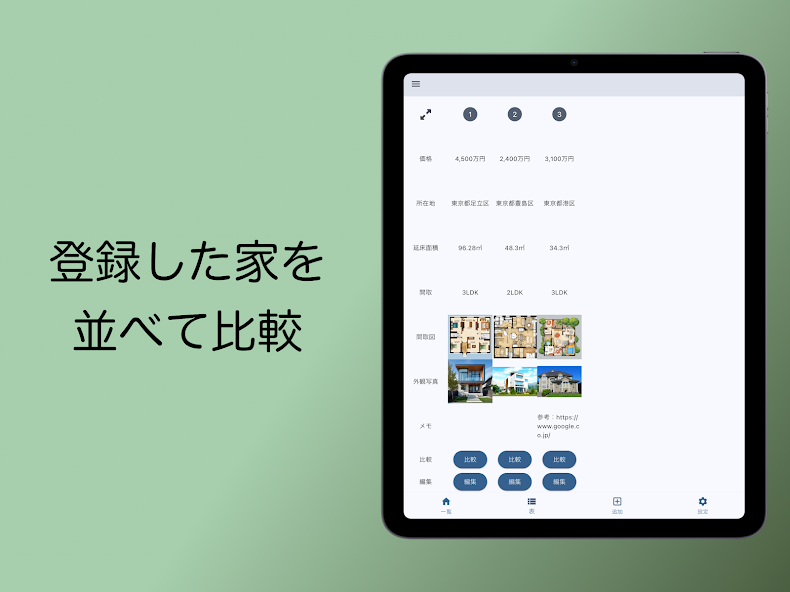 登録した家を
並べて比較
1 2 3
価格 4,500万円 2,400万円 3,100万円
所在地 東京都足立区 東京都豊島区 東京都港区
延床面積 96.28㎡ 48.3㎡ 34.3㎡
間取 3LDK 2LDK 3LDK
間取図
外観写真
メモ 参考：https://
www.google.c
o.jp/
比較 比較 比較 比較
編集 編集 編集 編集
一覧 表 追加 設定